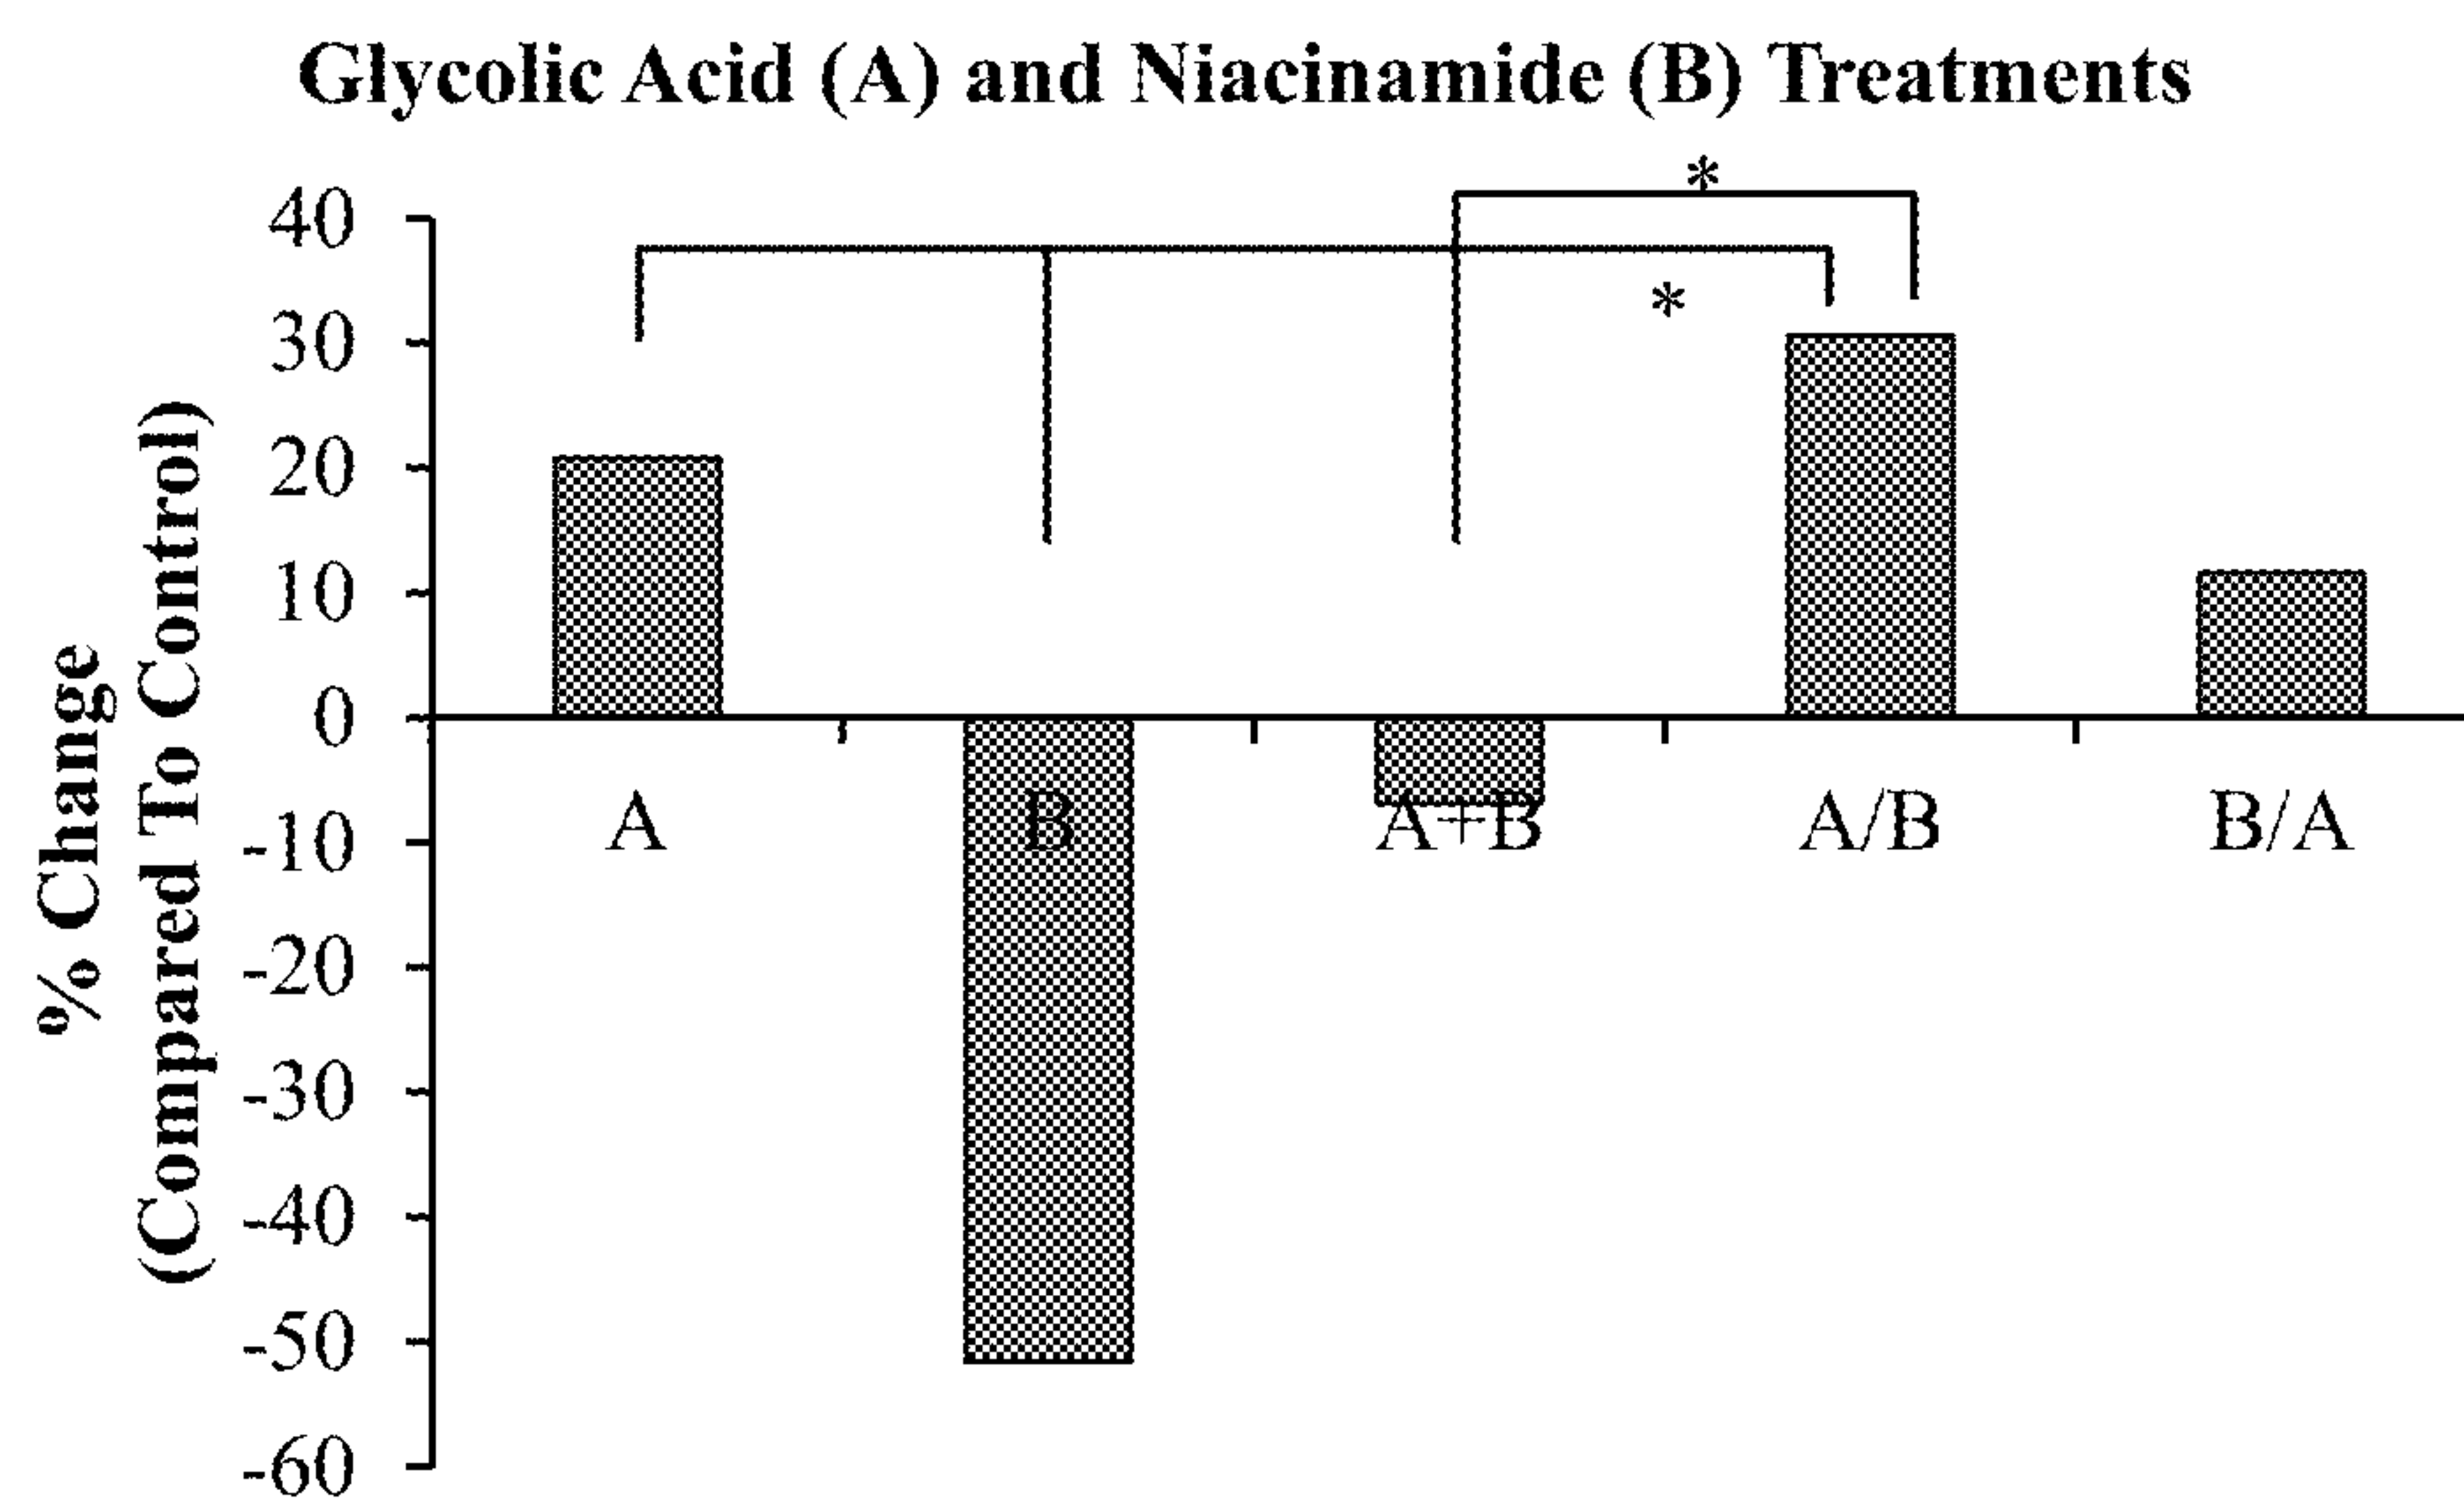 Glycolic Acid (A) and Niacinamide (B) Treatments
*
40
*
30
20
10
0
-10
-20
-30
-40
-50
-60
% Change
(Compared To Control)
A
B
A+B
A/B
B/A